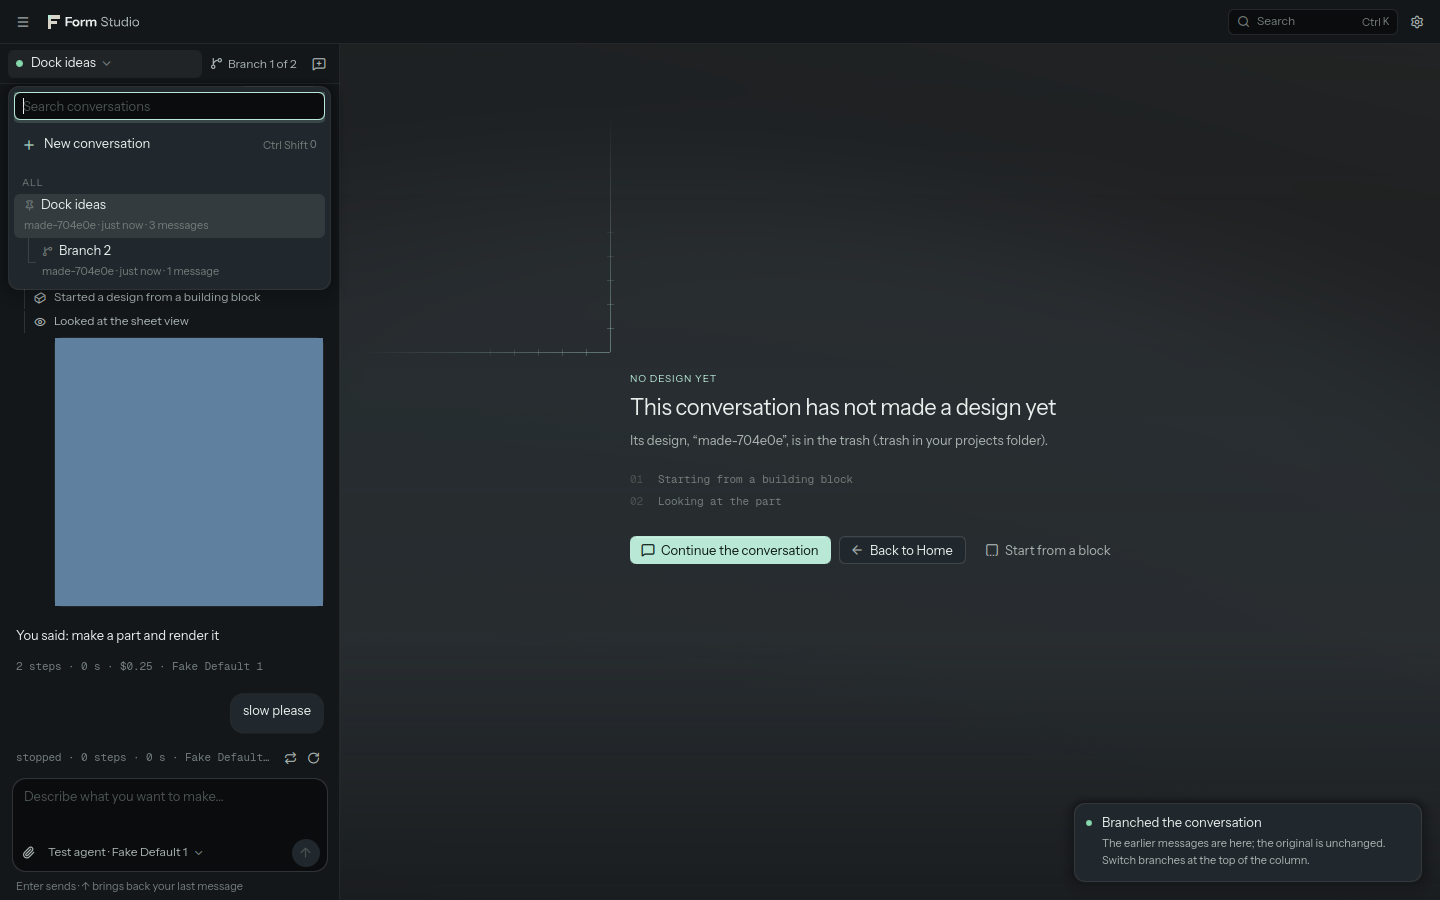 Form Studio
Search Ctrl K
Dock ideas
Branch 1 of 2
Search conversations
New conversation Ctrl Shift O
ALL
Dock ideas
made-704e0e · just now · 3 messages
Branch 2
made-704e0e · just now · 1 message
Started a design from a building block
Looked at the sheet view
You said: make a part and render it
2 steps · 0 s · $0.25 · Fake Default 1
slow please
stopped · 0 steps · 0 s · Fake Default…
Describe what you want to make...
Test agent · Fake Default 1
Enter sends · ↑ brings back your last message
NO DESIGN YET
This conversation has not made a design yet
Its design, “made-704e0e”, is in the trash (.trash in your projects folder).
01 Starting from a building block
02 Looking at the part
Continue the conversation
Back to Home
Start from a block
Branched the conversation
The earlier messages are here; the original is unchanged.
Switch branches at the top of the column.